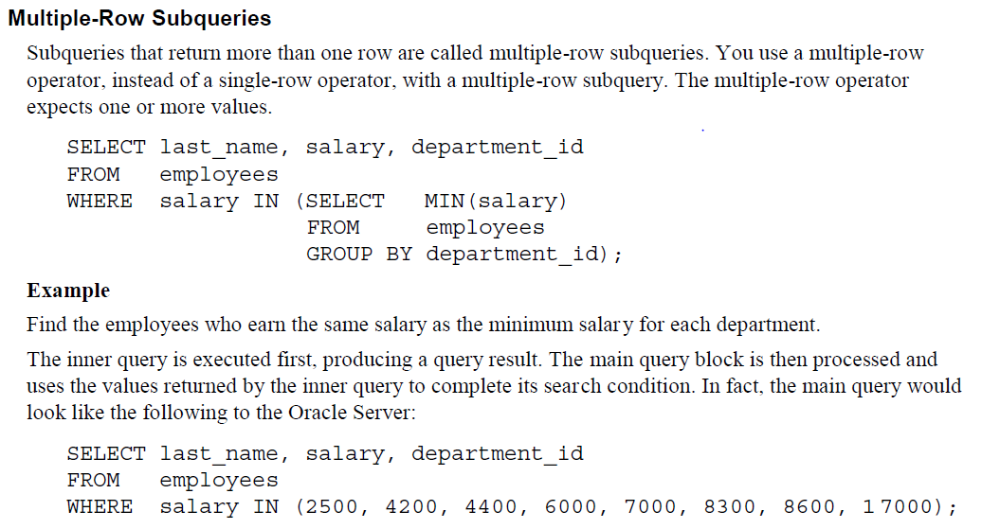 Multiple-Row Subqueries
Subqueries that return more than one row are called multiple-row subqueries. You use a multiple-row
operator, instead of a single-row operator, with a multiple-row subquery. The multiple-row operator
expects one or more values.
SELECT last_name, salary, department_id
FROM   employees
WHERE  salary IN (SELECT   MIN(salary)
                  FROM     employees
                  GROUP BY department_id);
Example
Find the employees who earn the same salary as the minimum salary for each department.
The inner query is executed first, producing a query result. The main query block is then processed and
uses the values returned by the inner query to complete its search condition. In fact, the main query would
look like the following to the Oracle Server:
SELECT last_name, salary, department_id
FROM   employees
WHERE  salary IN (2500, 4200, 4400, 6000, 7000, 8300, 8600, 17000);